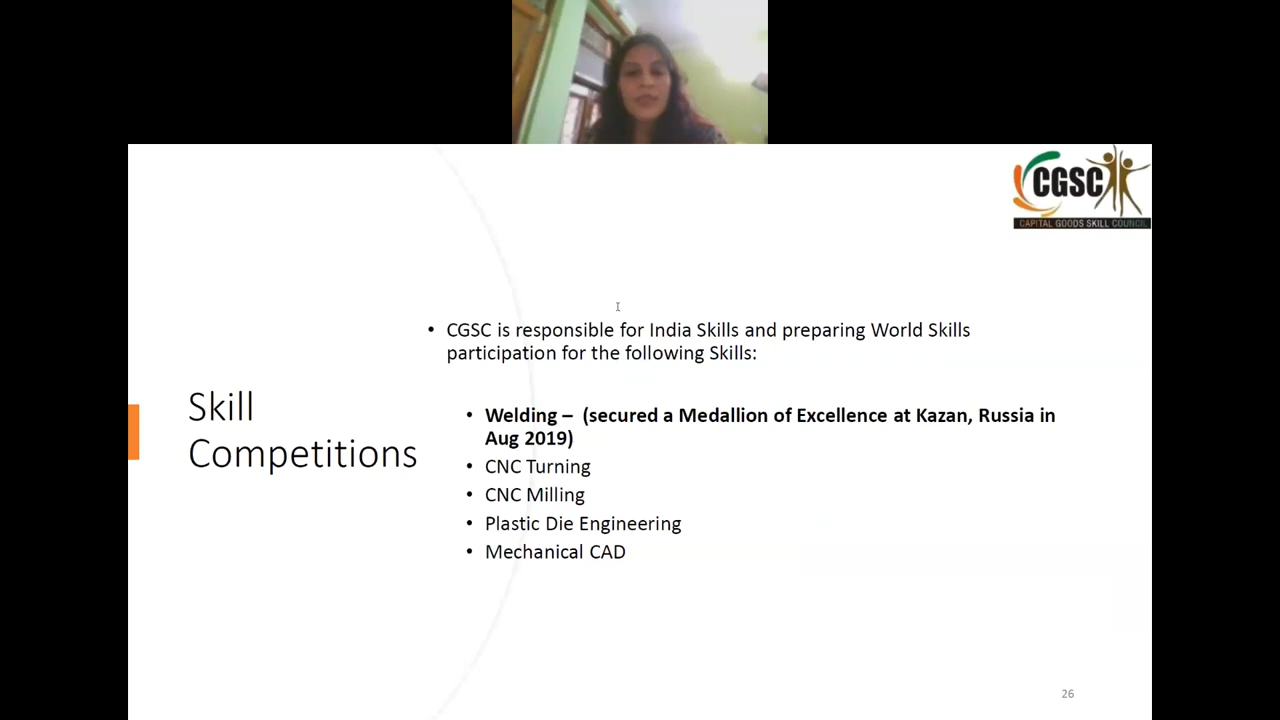 CGSC
CAPITAL GOODS SKILL COUNCIL
• CGSC is responsible for India Skills and preparing World Skills
participation for the following Skills:
Skill
Competitions
• Welding – (secured a Medallion of Excellence at Kazan, Russia in
Aug 2019)
• CNC Turning
• CNC Milling
• Plastic Die Engineering
• Mechanical CAD
26